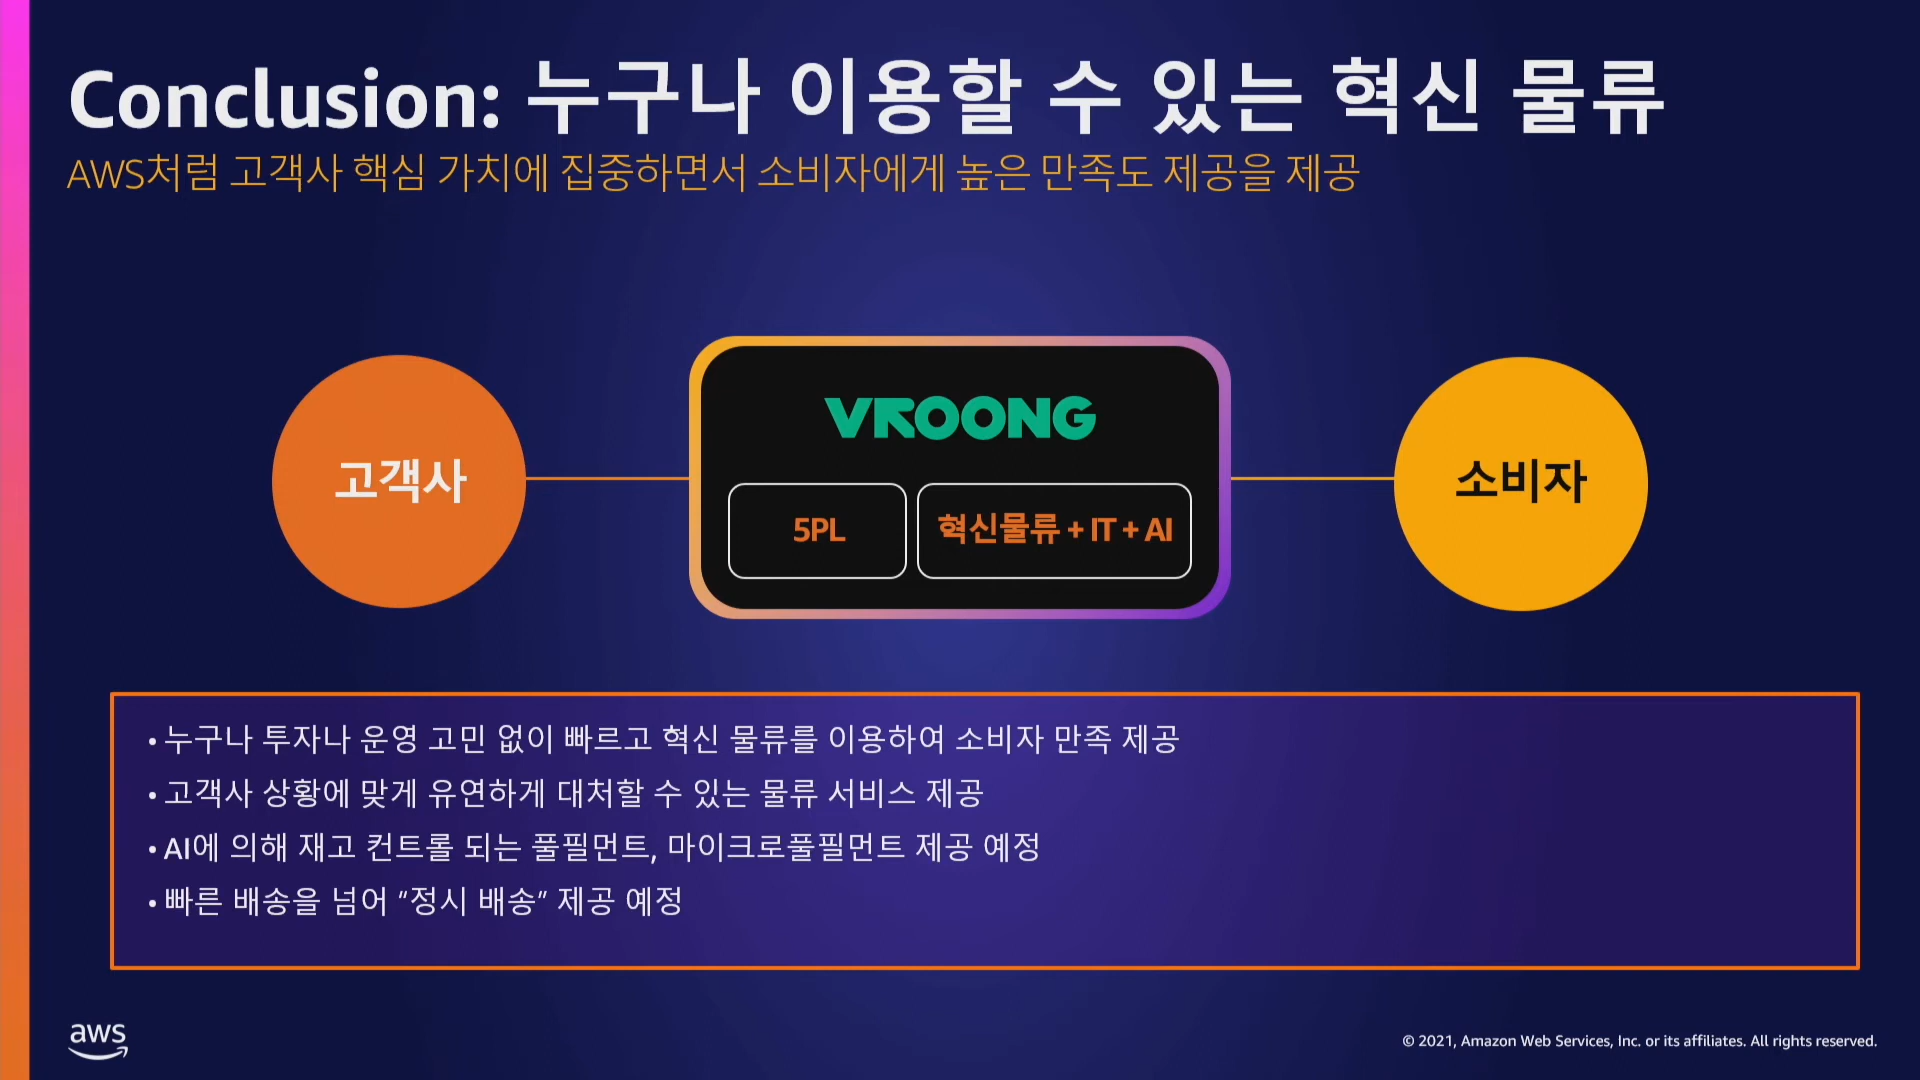 Conclusion: 누구나 이용할 수 있는 혁신 물류
AWS처럼 고객사 핵심 가치에 집중하면서 소비자에게 높은 만족도 제공을 제공
고객사
VROONG
5PL
혁신물류 + IT + AI
소비자
• 누구나 투자나 운영 고민 없이 빠르고 혁신 물류를 이용하여 소비자 만족 제공
• 고객사 상황에 맞게 유연하게 대처할 수 있는 물류 서비스 제공
• AI에 의해 재고 컨트롤 되는 풀필먼트, 마이크로풀필먼트 제공 예정
• 빠른 배송을 넘어 “정시 배송” 제공 예정
aws
© 2021, Amazon Web Services, Inc. or its affiliates. All rights reserved.